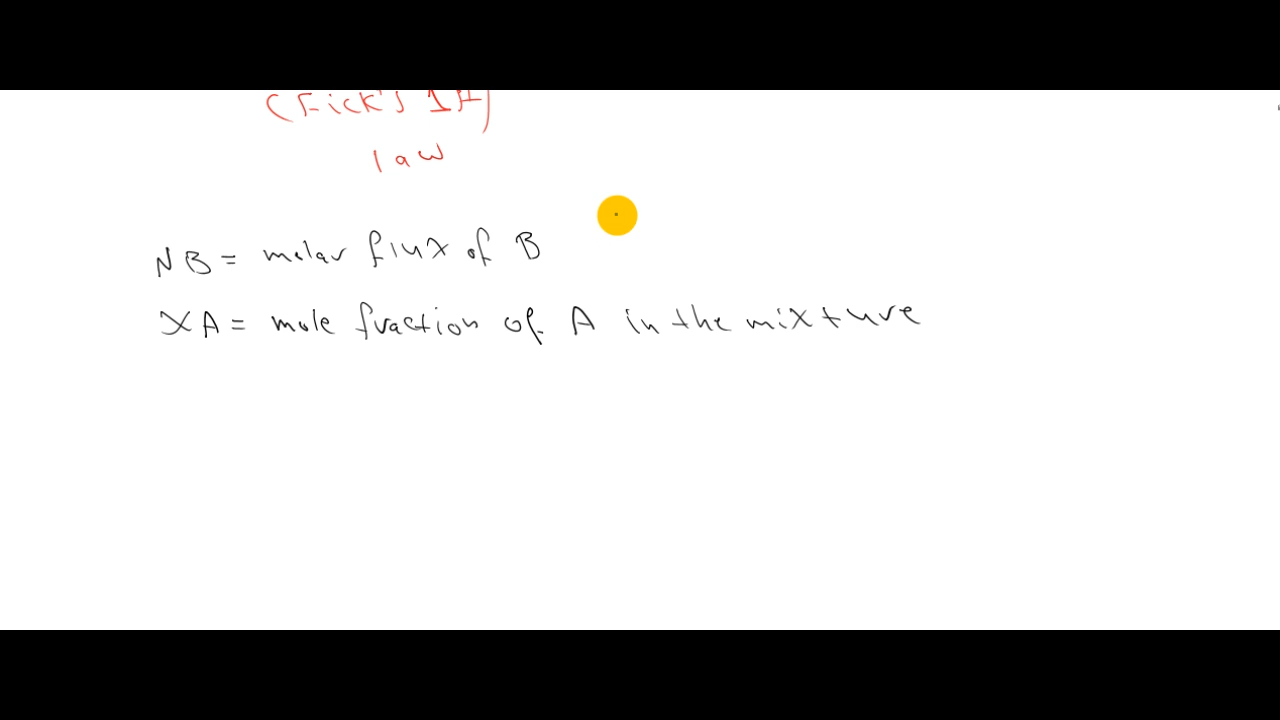 (Fick's 1st)
law
NB = molar flux of B
XA = mole fraction of A in the mixture